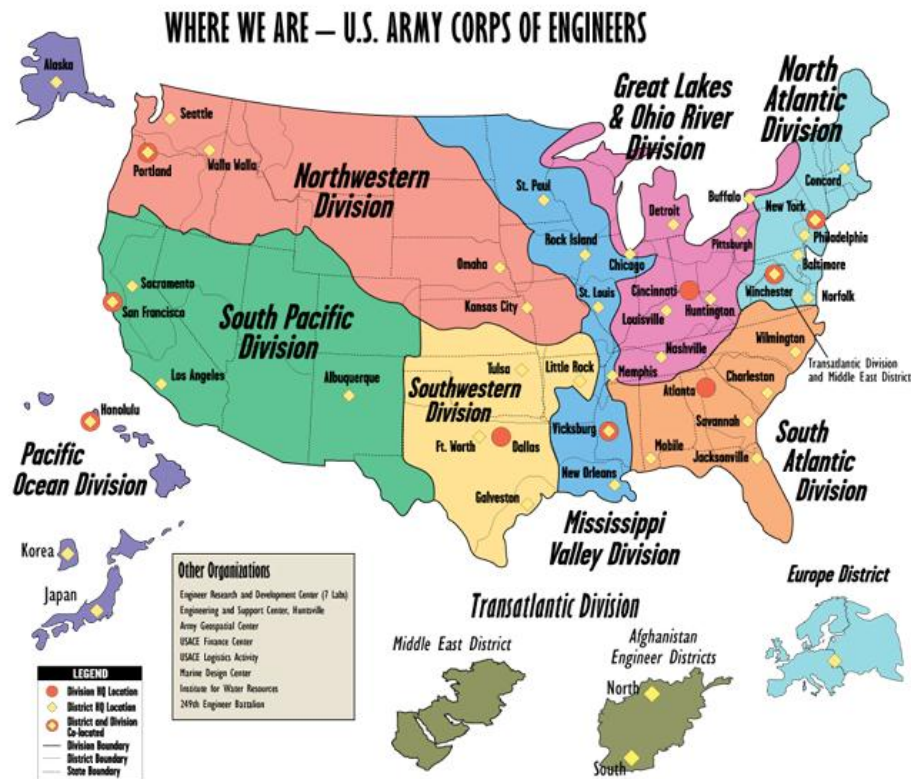 WHERE WE ARE – U.S. ARMY CORPS OF ENGINEERS
Alaska
Seattle
Portland
Walla Walla
Northwestern
Division
Great Lakes
& Ohio River
Division
North
Atlantic
Division
St. Paul
Rock Island
Omaha
Kansas City
St. Louis
Detroit
Chicago
Buffalo
Pittsburgh
Cincinnati
Louisville
Huntington
Nashville
Concord
New York
Philadelphia
Baltimore
Winchester
Norfolk
Transatlantic Division
and Middle East District
Sacramento
San Francisca
Los Angeles
South Pacific
Division
Albuquerque
Tulsa
Little Rock
Southwestern
Division
Ft. Worth
Dallas
Galveston
Memphis
Vicksburg
New Orleans
Mississippi
Valley Division
Wilmington
Charleston
Atlanta
Savannah
Mobile
Jacksonville
South
Atlantic
Division
Honolulu
Pacific
Ocean Division
Korea
Japan
Other Organizations
Engineer Research and Development Center (7 Labs)
Engineering and Support Center, Huntsville
Army Geospatial Center
USACE Finance Center
USACE Logistics Activity
Marine Design Center
Institute for Water Resources
249th Engineer Battalion
Transatlantic Division
Middle East District
Afghanistan
Engineer Districts
North
South
Europe District
LEGEND
Division HQ Location
District HQ Location
District and Division
Co-located
Division Boundary
District Boundary
State Boundary